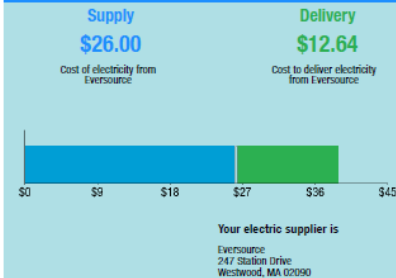 Supply Delivery
$26.00 $12.64
Cost of electricity from Eversource
Cost to deliver electricity from Eversource
$0 $9 $18 $27 $36 $45
Your electric supplier is
Eversource
247 Station Drive
Westwood, MA 02090